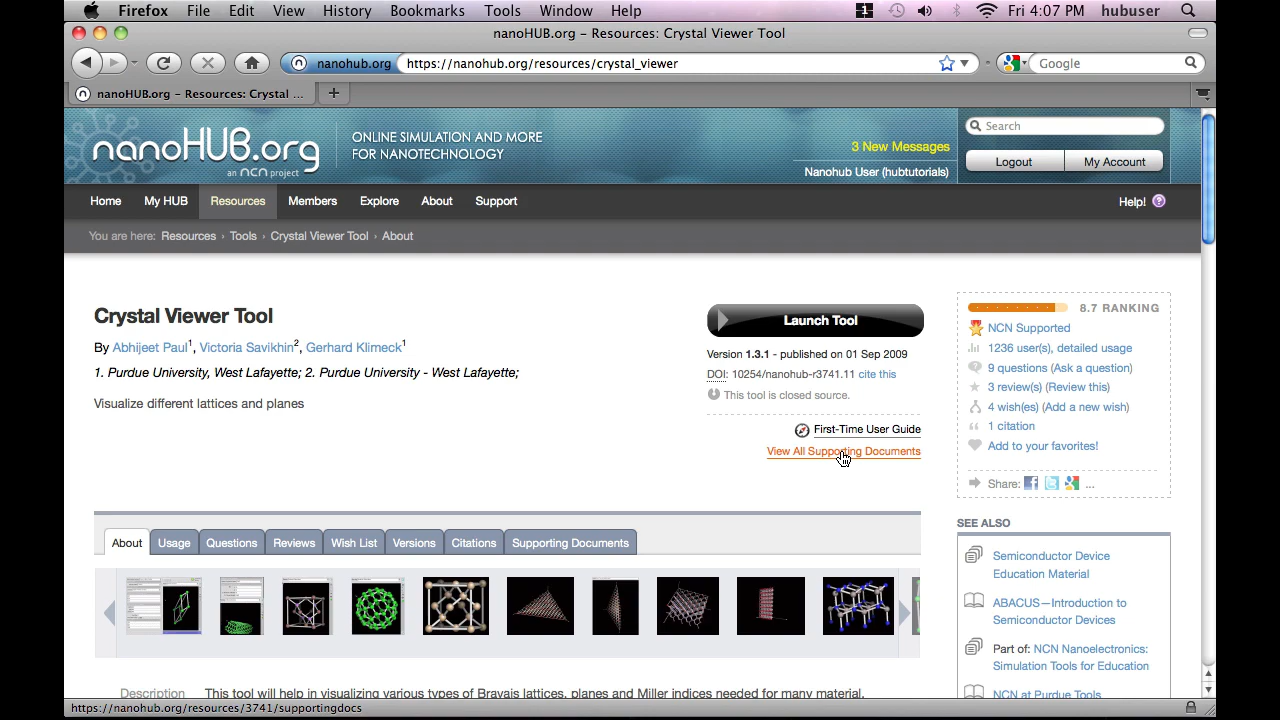 Firefox File Edit View History Bookmarks Tools Window Help 1 Fri 4:07 PM hubuser
nanoHUB.org – Resources: Crystal Viewer Tool
nanohub.org https://nanohub.org/resources/crystal_viewer Google
nanoHUB.org – Resources: Crystal ... +
nanoHUB.org
an NCN project
ONLINE SIMULATION AND MORE
FOR NANOTECHNOLOGY
3 New Messages
Nanohub User (hubtutorials)
Search
Logout My Account
Home My HUB Resources Members Explore About Support Help! ?
You are here: Resources › Tools › Crystal Viewer Tool › About
Crystal Viewer Tool
By Abhijeet Paul1, Victoria Savikhin2, Gerhard Klimeck1
1. Purdue University, West Lafayette; 2. Purdue University - West Lafayette;
Visualize different lattices and planes
Launch Tool
Version 1.3.1 - published on 01 Sep 2009
DOI: 10254/nanohub-r3741.11 cite this
This tool is closed source.
First-Time User Guide
View All Supporting Documents
8.7 RANKING
NCN Supported
1236 user(s), detailed usage
9 questions (Ask a question)
3 review(s) (Review this)
4 wish(es) (Add a new wish)
1 citation
Add to your favorites!
Share: ...
About Usage Questions Reviews Wish List Versions Citations Supporting Documents
SEE ALSO
Semiconductor Device
Education Material
ABACUS—Introduction to
Semiconductor Devices
Part of: NCN Nanoelectronics:
Simulation Tools for Education
NCN at Purdue Tools
Description This tool will help in visualizing various types of Bravais lattices, planes and Miller indices needed for many material,
https://nanohub.org/resources/3741/supportingdocs